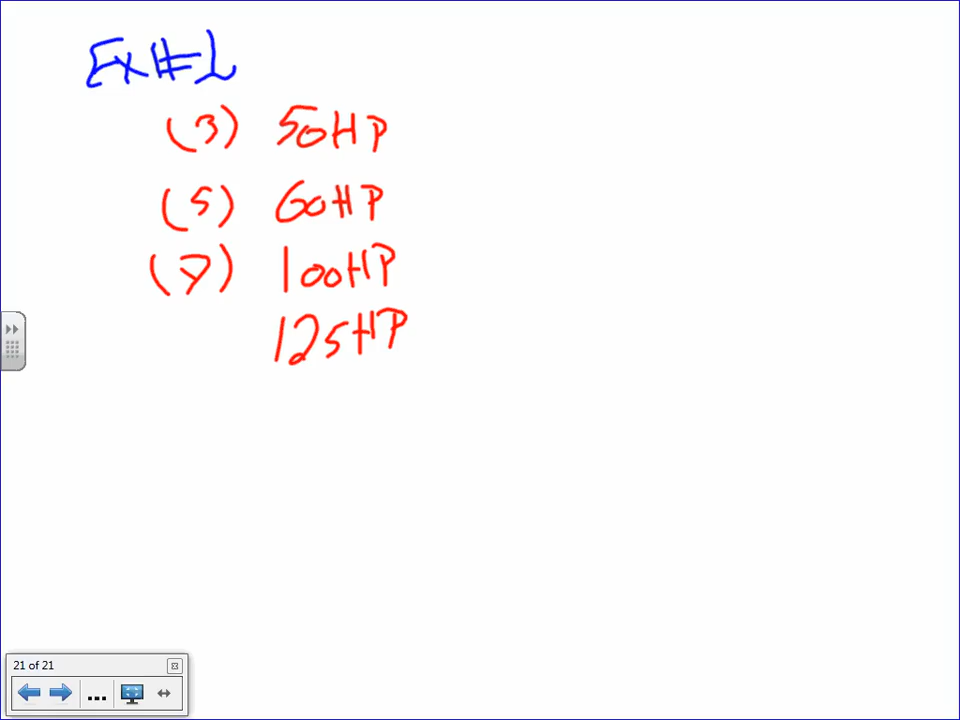 Ex#1
(3) 50HP
(5) 60HP
(7) 100HP
125HP
21 of 21
...